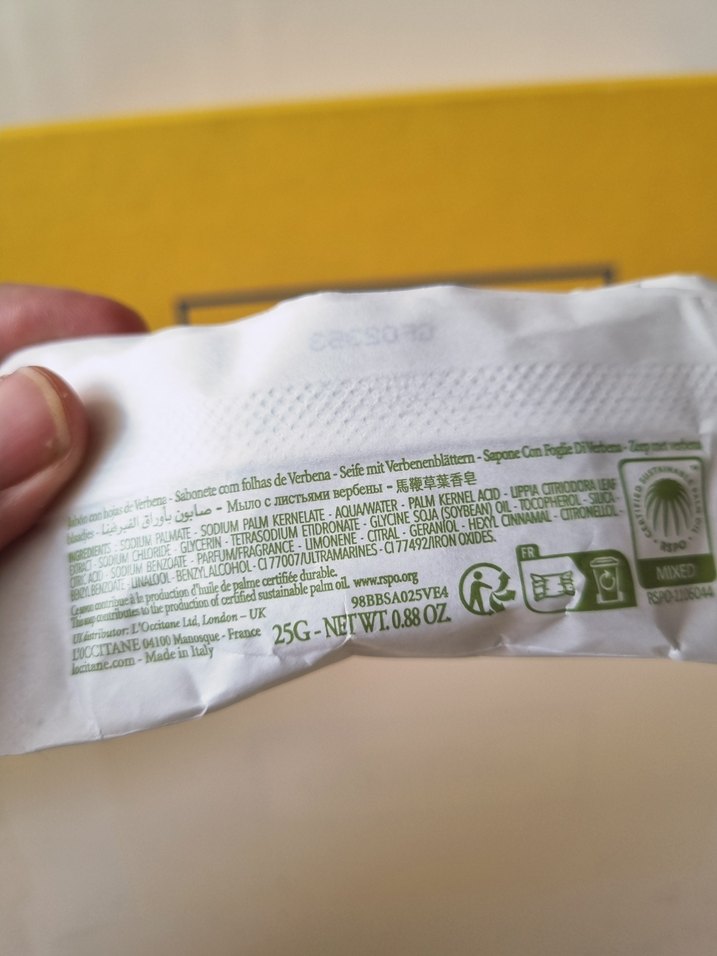 Jabón con hojas de Verbena - Sabonete com folhas de Verbena - Seife mit Verbenenblättern - Sapone Con Foglie Di Verbena - Zeep met verbena
blaadjes - صابون بأوراق الفرفينا - Мыло с листьями вербены - 馬鞭草葉香皂
INGREDIENTS : SODIUM PALMATE - SODIUM PALM KERNELATE - AQUA/WATER - PALM KERNEL ACID - LIPPIA CITRIODORA LEAF
EXTRACT - SODIUM CHLORIDE - GLYCERIN - TETRASODIUM ETIDRONATE - GLYCINE SOJA (SOYBEAN) OIL - TOCOPHEROL - SILICA -
CITRIC ACID - SODIUM BENZOATE - PARFUM/FRAGRANCE - LIMONENE - CITRAL - GERANIOL - HEXYL CINNAMAL - CITRONELLOL -
BENZYL BENZOATE - LINALOOL - BENZYL ALCOHOL - CI 77007/ULTRAMARINES - CI 77492/IRON OXIDES.
Ce savon contribue à la production d'huile de palme certifiée durable.
This soap contributes to the production of certified sustainable palm oil. www.rspo.org
UK distributor: L'Occitane Ltd, London - UK
98BBSA025VE4
L'OCCITANE 04100 Manosque - France
25G - NET WT. 0.88 OZ.
loccitane.com - Made in Italy
FR
CERTIFIED SUSTAINABLE PALM OIL
RSPO
MIXED
RSPO-1106044